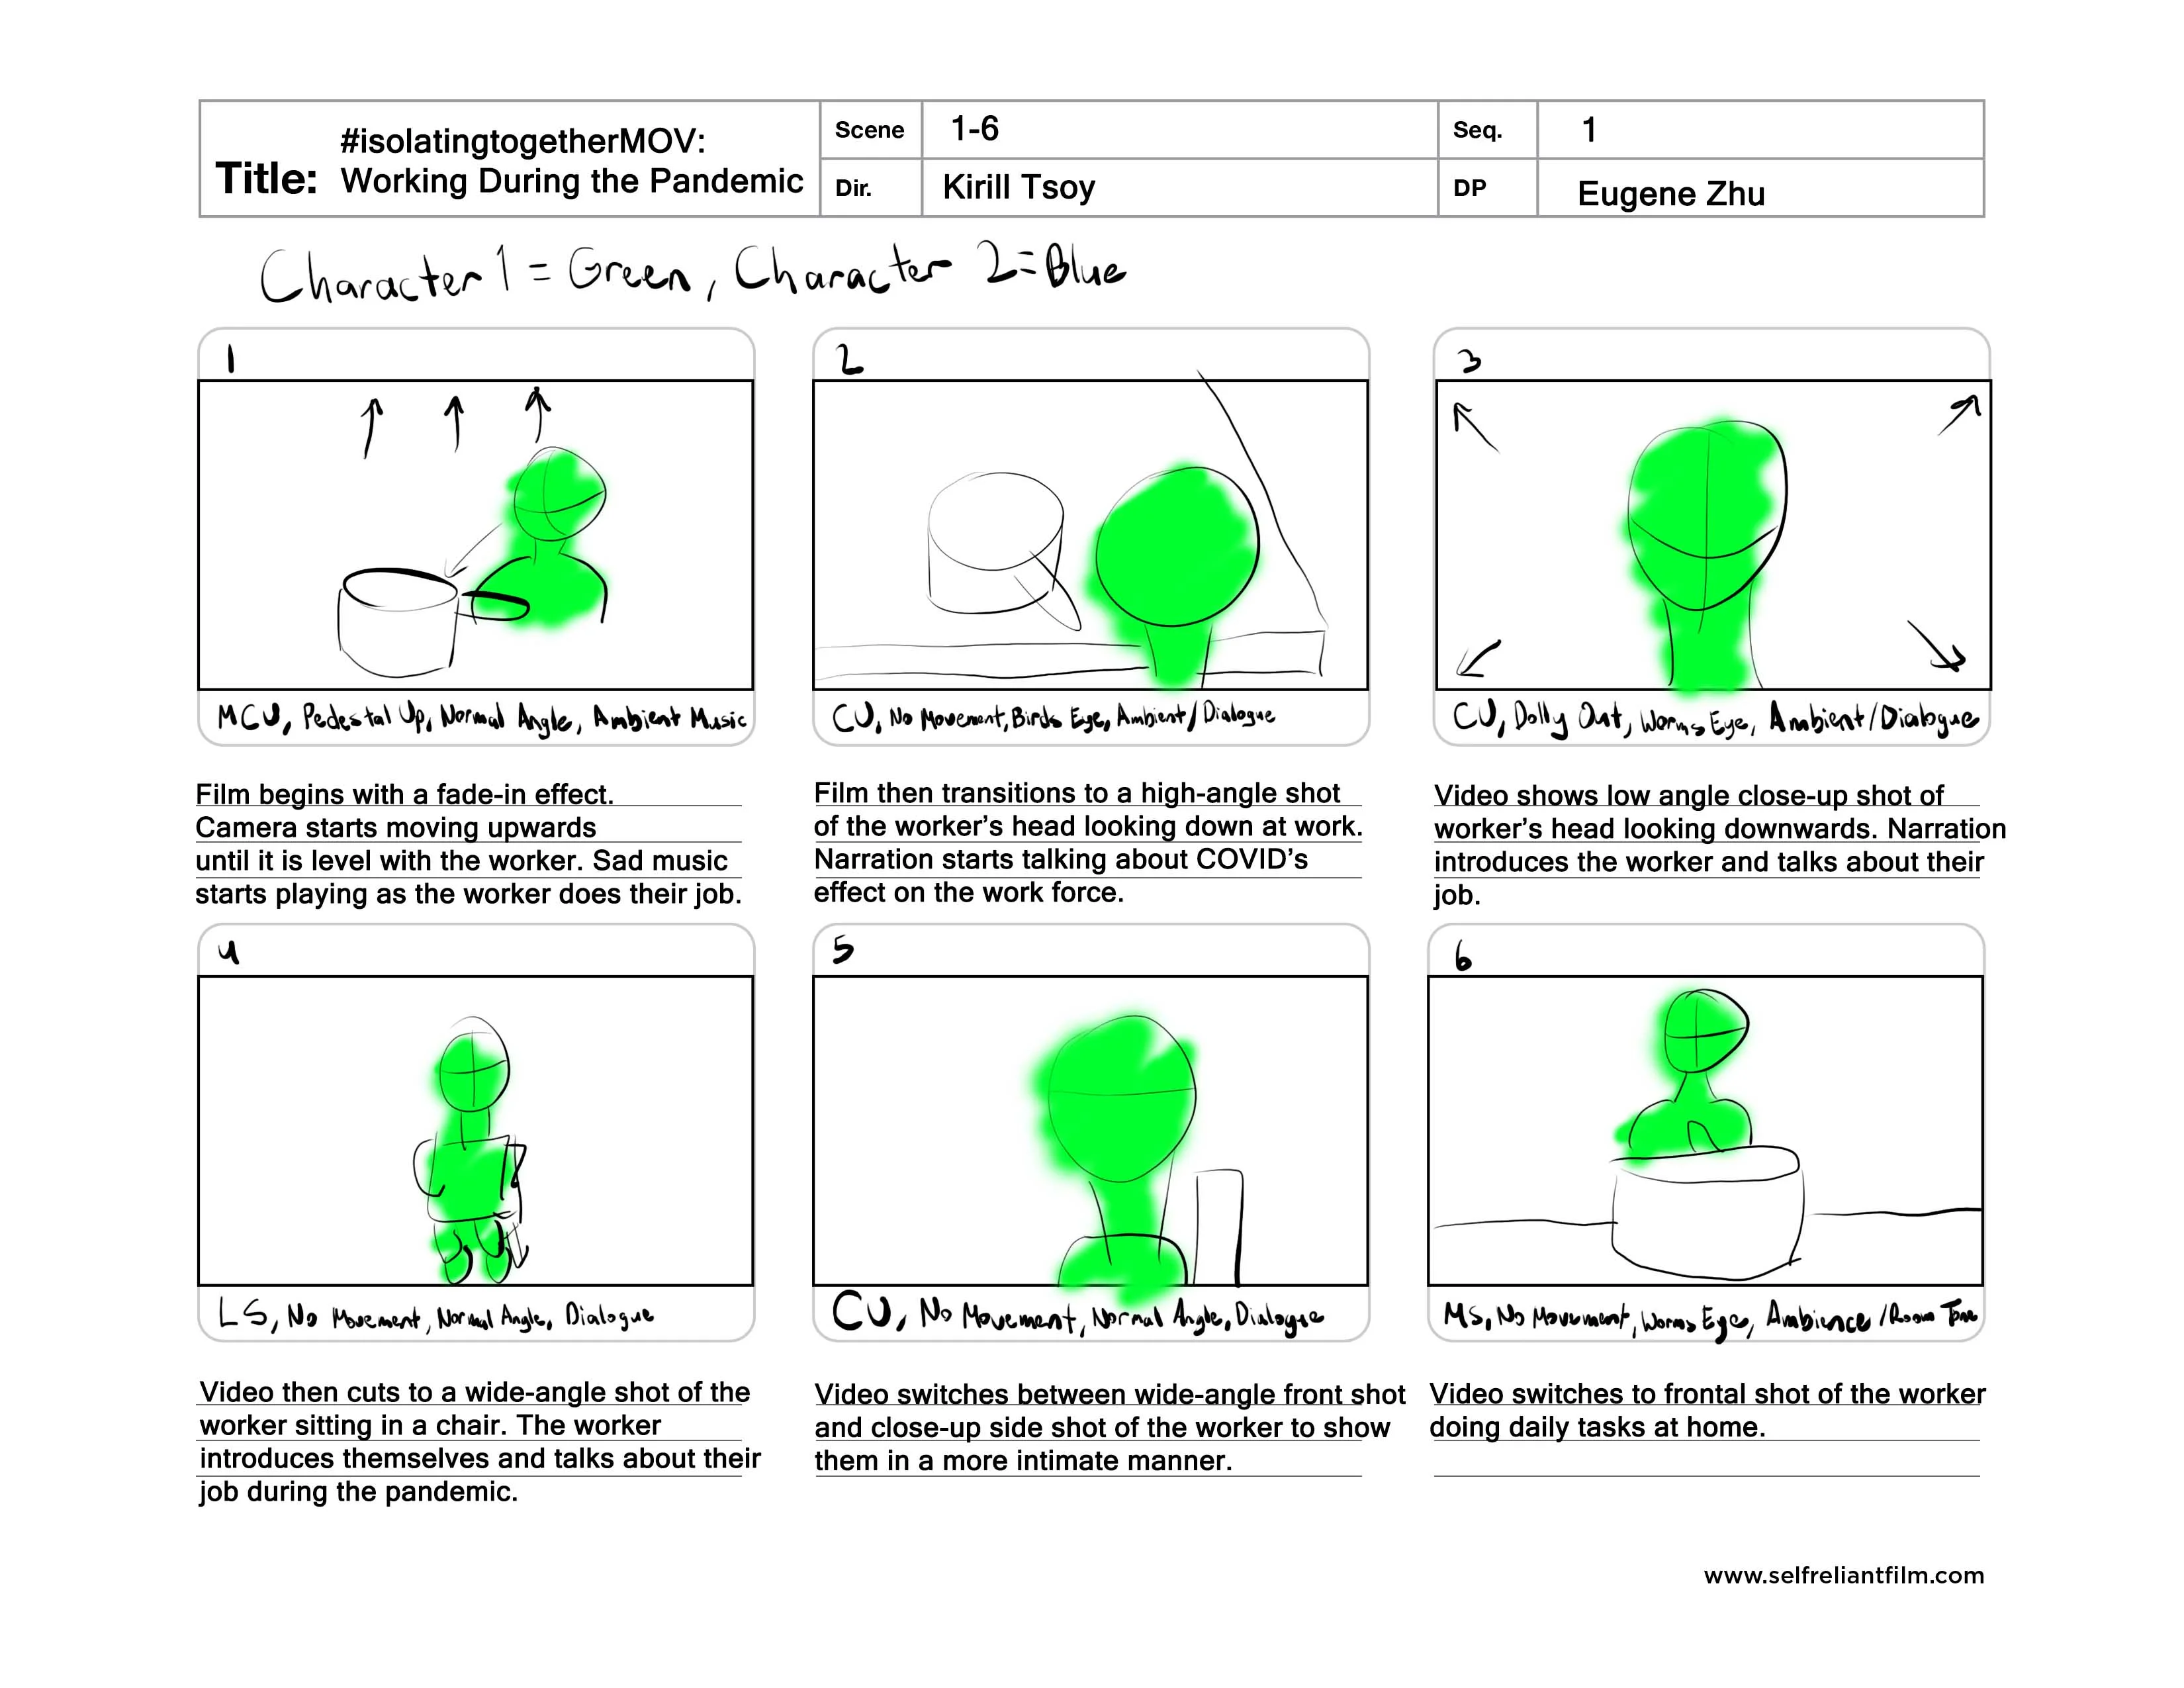 #isolatingtogetherMOV:
Title: Working During the Pandemic
Scene 1-6
Seq. 1
Dir. Kirill Tsoy
DP Eugene Zhu
Character 1 = Green, Character 2=Blue
1
2
3
MCU, Pedestal Up, Normal Angle, Ambient Music
CU, No Movement, Birds Eye, Ambient/Dialogue
CU, Dolly Out, Worms Eye, Ambient/Dialogue
Film begins with a fade-in effect.
Camera starts moving upwards
until it is level with the worker. Sad music
starts playing as the worker does their job.
Film then transitions to a high-angle shot
of the worker's head looking down at work.
Narration starts talking about COVID's
effect on the work force.
Video shows low angle close-up shot of
worker's head looking downwards. Narration
introduces the worker and talks about their
job.
4
5
6
LS, No Movement, Normal Angle, Dialogue
CU, No Movement, Normal Angle, Dialogue
MS, No Movement, Worms Eye, Ambience/Room Tone
Video then cuts to a wide-angle shot of the
worker sitting in a chair. The worker
introduces themselves and talks about their
job during the pandemic.
Video switches between wide-angle front shot
and close-up side shot of the worker to show
them in a more intimate manner.
Video switches to frontal shot of the worker
doing daily tasks at home.
www.selfreliantfilm.com